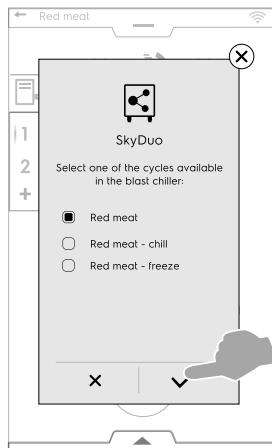 Red meat
SkyDuo
Select one of the cycles available
in the blast chiller:
1
2
+
Red meat
Red meat - chill
Red meat - freeze